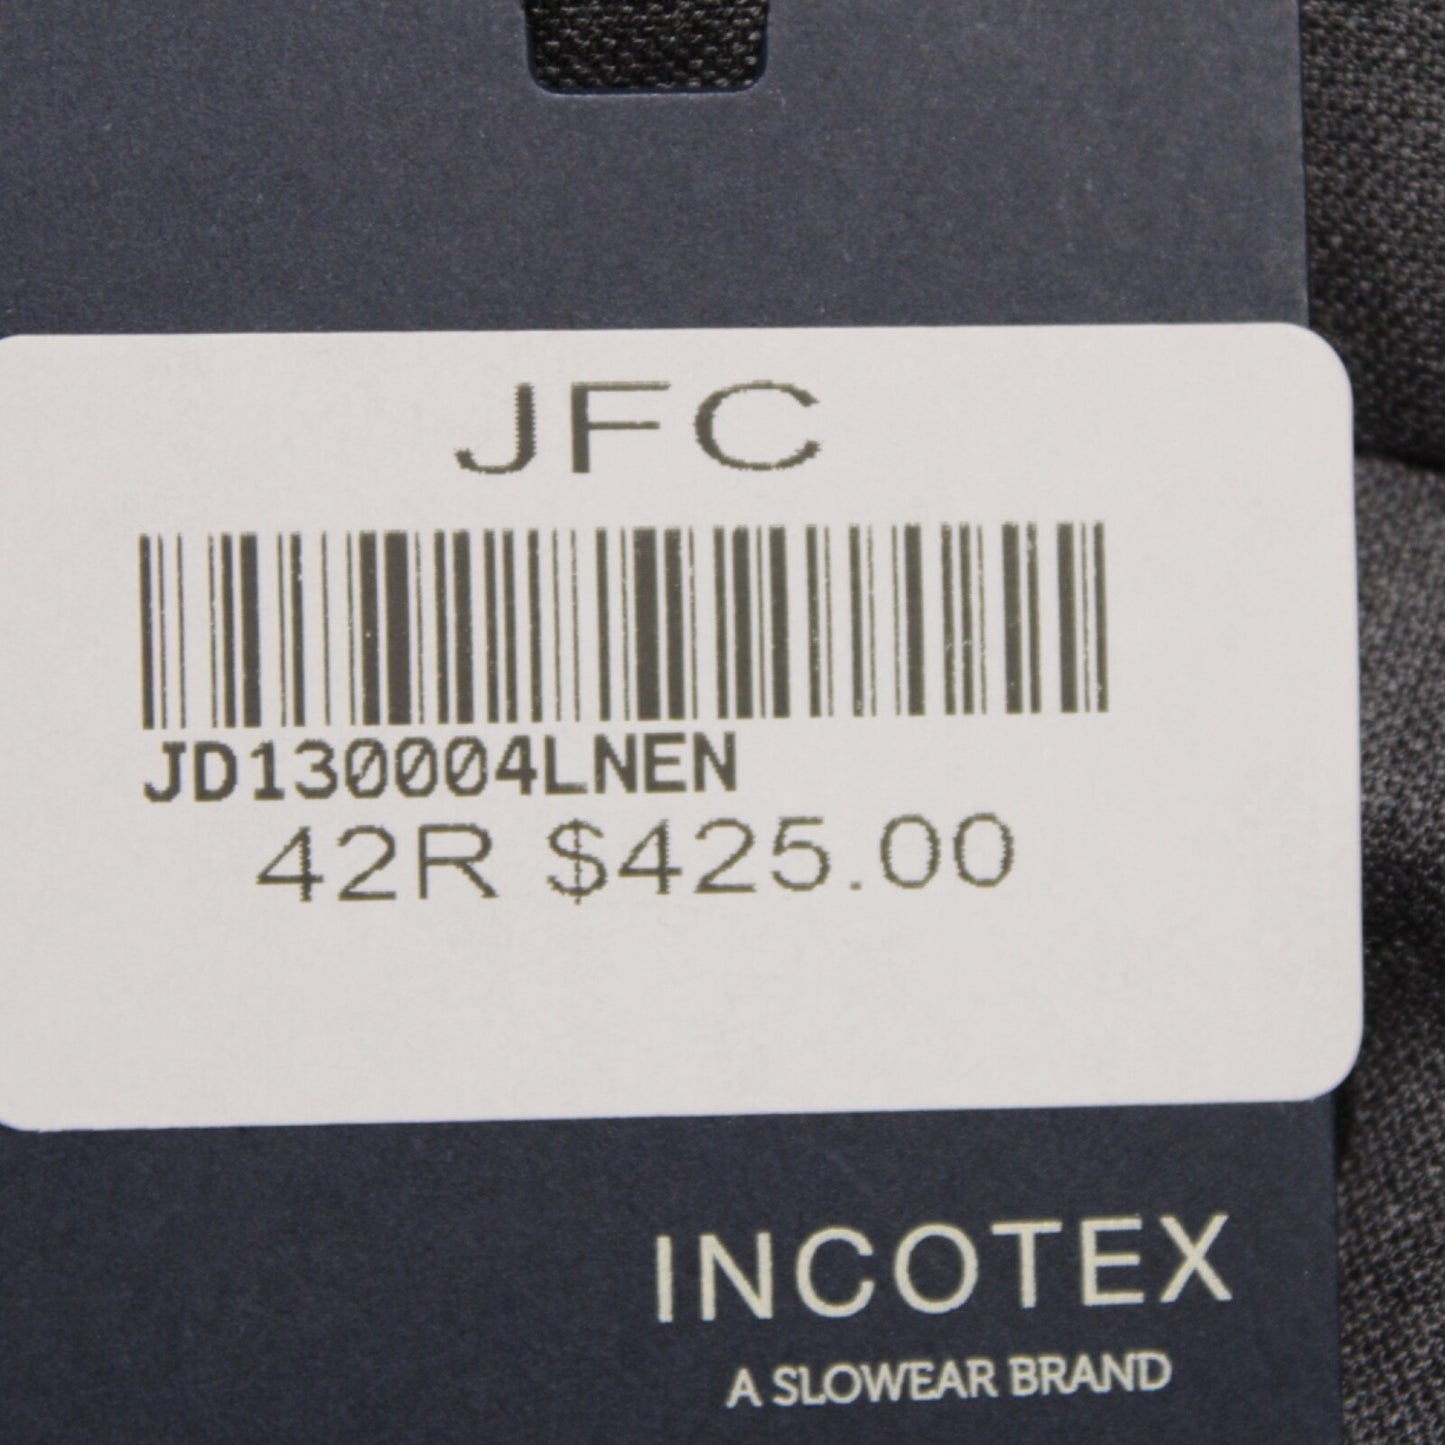 JFC
JD130004LNEN
42R $425.00
INCOTEX
A SLOWEAR BRAND